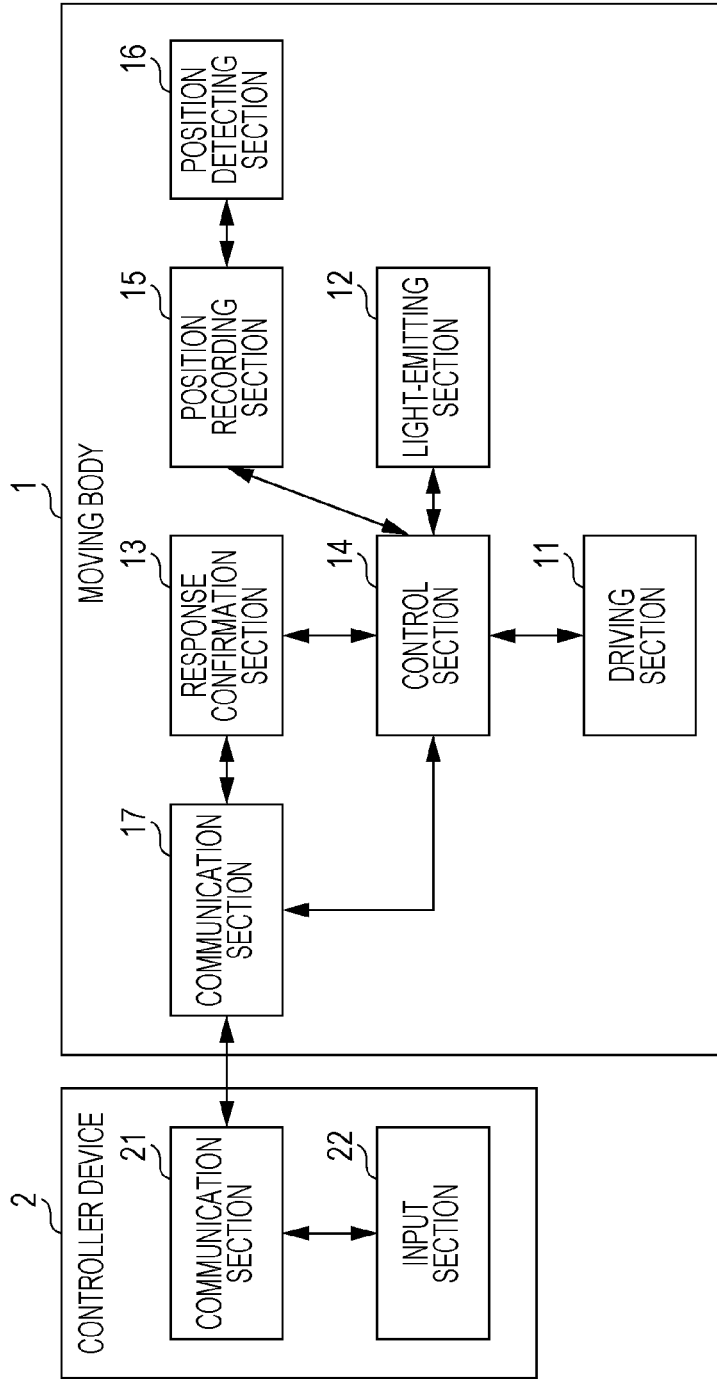 2
CONTROLLER DEVICE
21
COMMUNICATION
SECTION
22
INPUT
SECTION
1
MOVING BODY
17
COMMUNICATION
SECTION
13
RESPONSE
CONFIRMATION
SECTION
15
POSITION
RECORDING
SECTION
16
POSITION
DETECTING
SECTION
14
CONTROL
SECTION
12
LIGHT-EMITTING
SECTION
11
DRIVING
SECTION